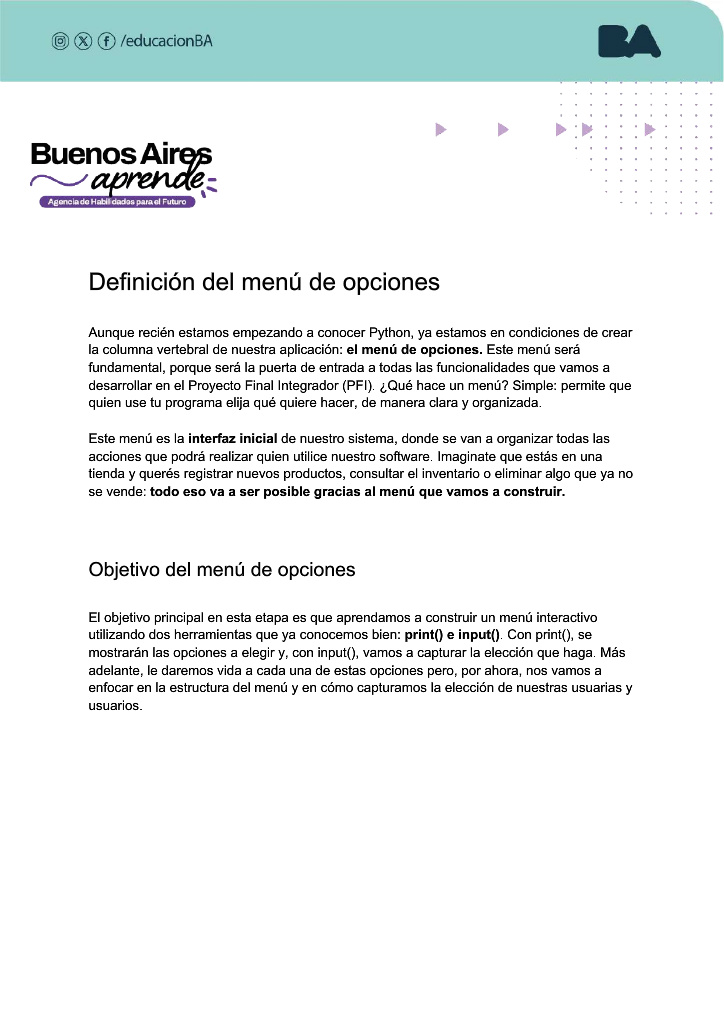 /educacionBA
BA
Buenos Aires
aprende
Agencia de Habilidades para el Futuro
Definición del menú de opciones
Aunque recién estamos empezando a conocer Python, ya estamos en condiciones de crear
la columna vertebral de nuestra aplicación: el menú de opciones. Este menú será
fundamental, porque será la puerta de entrada a todas las funcionalidades que vamos a
desarrollar en el Proyecto Final Integrador (PFI). ¿Qué hace un menú? Simple: permite que
quien use tu programa elija qué quiere hacer, de manera clara y organizada.
Este menú es la interfaz inicial de nuestro sistema, donde se van a organizar todas las
acciones que podrá realizar quien utilice nuestro software. Imaginate que estás en una
tienda y querés registrar nuevos productos, consultar el inventario o eliminar algo que ya no
se vende: todo eso va a ser posible gracias al menú que vamos a construir.
Objetivo del menú de opciones
El objetivo principal en esta etapa es que aprendamos a construir un menú interactivo
utilizando dos herramientas que ya conocemos bien: print() e input(). Con print(), se
mostrarán las opciones a elegir y, con input(), vamos a capturar la elección que haga. Más
adelante, le daremos vida a cada una de estas opciones pero, por ahora, nos vamos a
enfocar en la estructura del menú y en cómo capturamos la elección de nuestras usuarias y
usuarios.